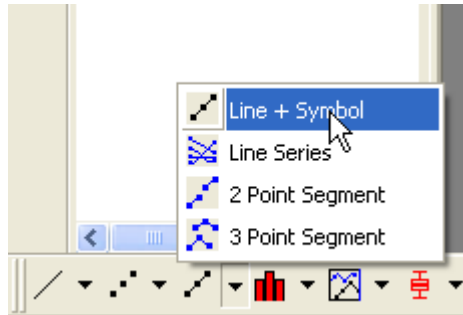 Line + Symbol
Line Series
2 Point Segment
3 Point Segment